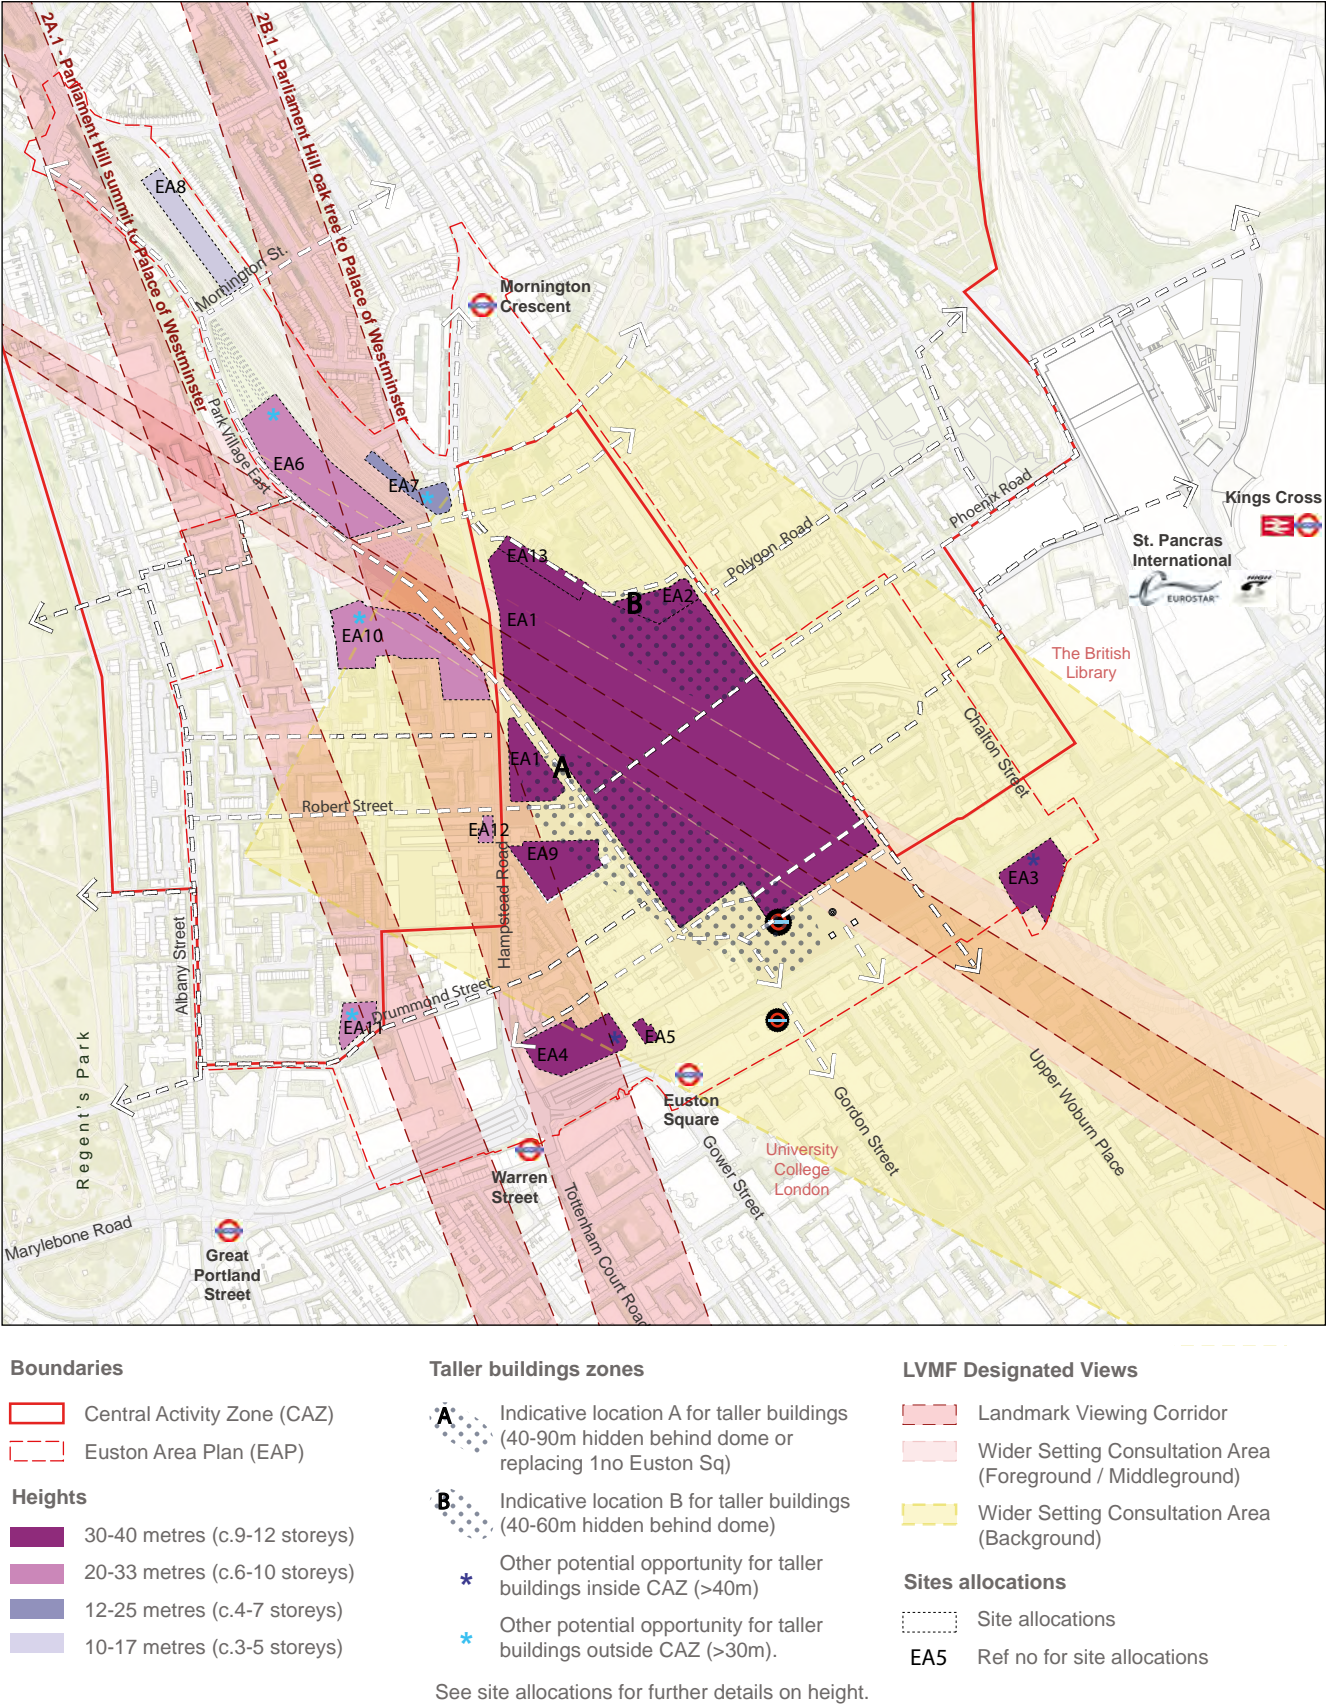 2A.1 - Parliament Hill summit to Palace of Westminster
2B.1 - Parliament Hill oak tree to Palace of Westminster
EA8
Mornington St.
Mornington
Crescent
Park Village East
EA6
EA7
EA13
EA1
B
EA2
Polygon Road
Phoenix Road
Kings Cross
St. Pancras
International
EUROSTAR
HIGH
EA10
The British
Library
EA1
A
Chalton Street
Robert Street
EA12
EA9
Hampstead Road
EA3
Albany Street
Drummond Street
EA11
EA4
EA5
Regent's Park
Euston
Square
Upper Woburn Place
Gordon Street
University
College
London
Gower Street
Warren
Street
Tottenham Court Road
Marylebone Road
Great
Portland
Street
Boundaries
Central Activity Zone (CAZ)
Euston Area Plan (EAP)
Heights
30-40 metres (c.9-12 storeys)
20-33 metres (c.6-10 storeys)
12-25 metres (c.4-7 storeys)
10-17 metres (c.3-5 storeys)
Taller buildings zones
A
Indicative location A for taller buildings
(40-90m hidden behind dome or
replacing 1no Euston Sq)
B
Indicative location B for taller buildings
(40-60m hidden behind dome)
* Other potential opportunity for taller
buildings inside CAZ (>40m)
* Other potential opportunity for taller
buildings outside CAZ (>30m).
See site allocations for further details on height.
LVMF Designated Views
Landmark Viewing Corridor
Wider Setting Consultation Area
(Foreground / Middleground)
Wider Setting Consultation Area
(Background)
Sites allocations
Site allocations
EA5 Ref no for site allocations